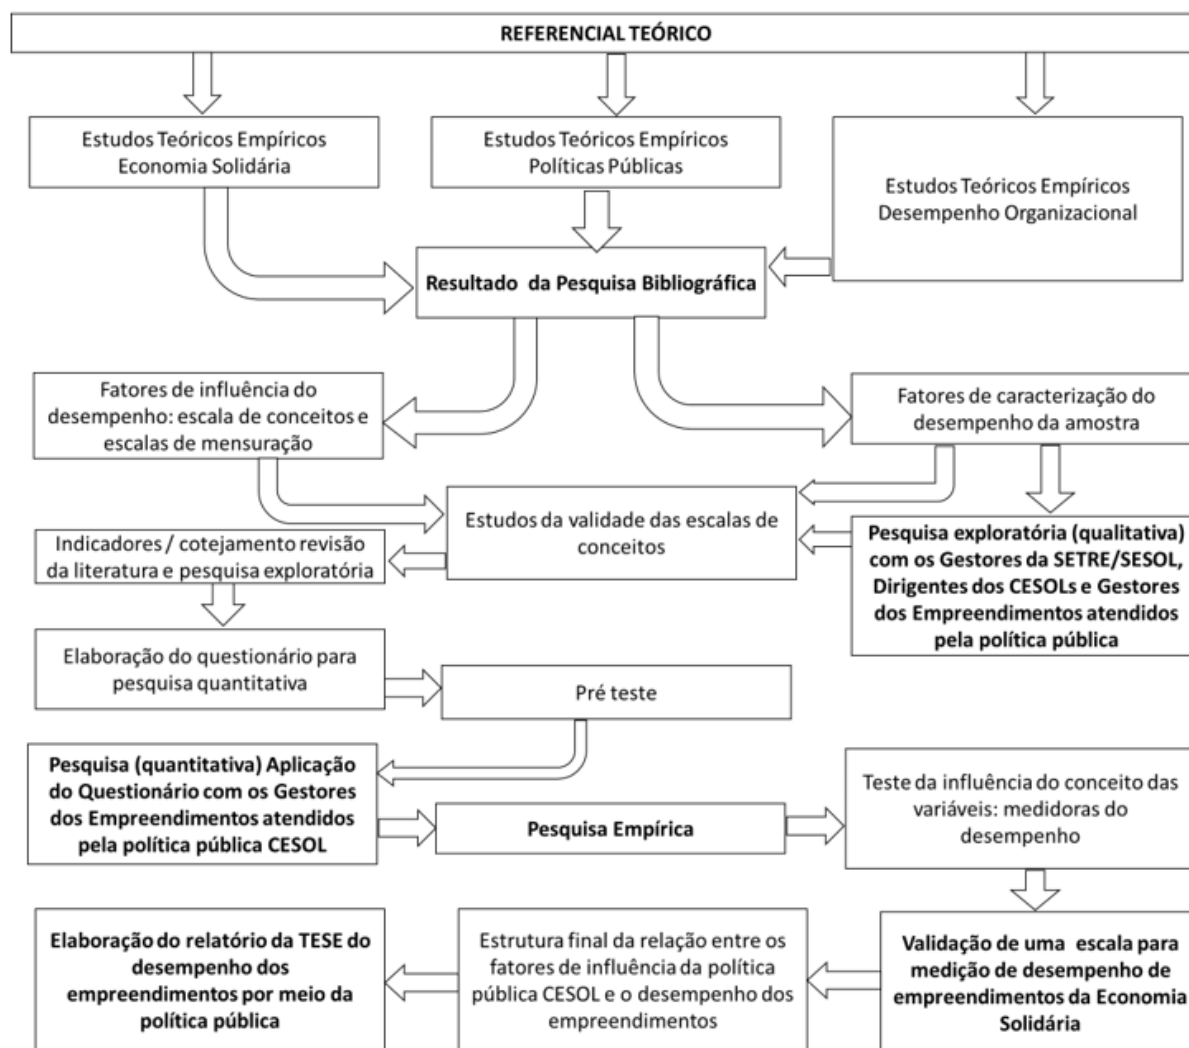 REFERENCIAL TEÓRICO
Estudos Teóricos Empíricos
Economia Solidária
Estudos Teóricos Empíricos
Políticas Públicas
Estudos Teóricos Empíricos
Desempenho Organizacional
Resultado da Pesquisa Bibliográfica
Fatores de influência do
desempenho: escala de conceitos e
escalas de mensuração
Fatores de caracterização do
desempenho da amostra
Estudos da validade das escalas de
conceitos
Pesquisa exploratória (qualitativa)
com os Gestores da SETRE/SESOL,
Dirigentes dos CESOLs e Gestores
dos Empreendimentos atendidos
pela política pública
Indicadores / cotejamento revisão
da literatura e pesquisa exploratória
Elaboração do questionário para
pesquisa quantitativa
Pré teste
Pesquisa (quantitativa) Aplicação
do Questionário com os Gestores
dos Empreendimentos atendidos
pela política pública CESOL
Pesquisa Empírica
Teste da influência do conceito das
variáveis: medidoras do
desempenho
Elaboração do relatório da TESE do
desempenho dos
empreendimentos por meio da
política pública
Estrutura final da relação entre os
fatores de influência da política
pública CESOL e o desempenho dos
empreendimentos
Validação de uma escala para
medição de desempenho de
empreendimentos da Economia
Solidária